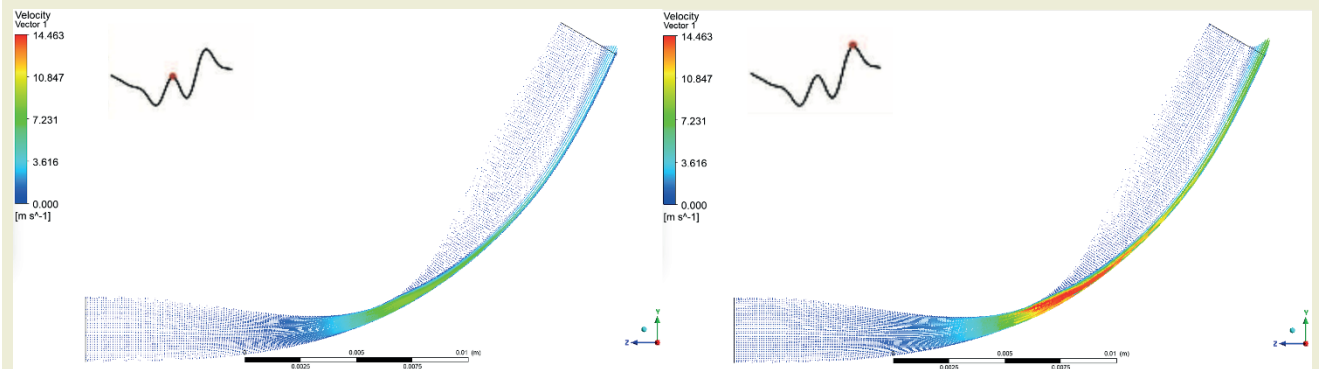 Velocity
Vector 1
14.463
10.847
7.231
3.616
0.000
[m s^-1]
0 0.005 0.01 (m)
0.0025 0.0075
Y
Z
Velocity
Vector 1
14.463
10.847
7.231
3.616
0.000
[m s^-1]
0 0.005 0.01 (m)
0.0025 0.0075
Y
Z